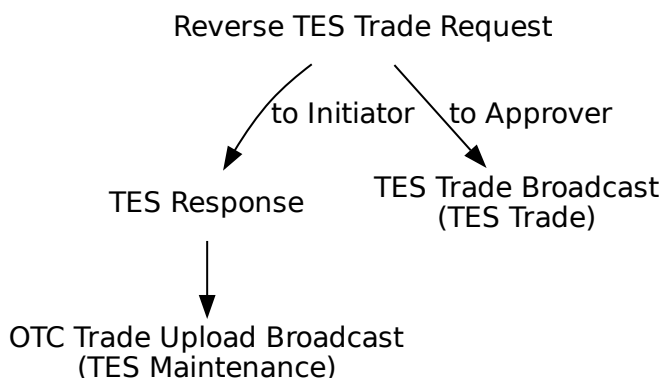 Reverse TES Trade Request
to Initiator
to Approver
TES Response
TES Trade Broadcast
(TES Trade)
OTC Trade Upload Broadcast
(TES Maintenance)